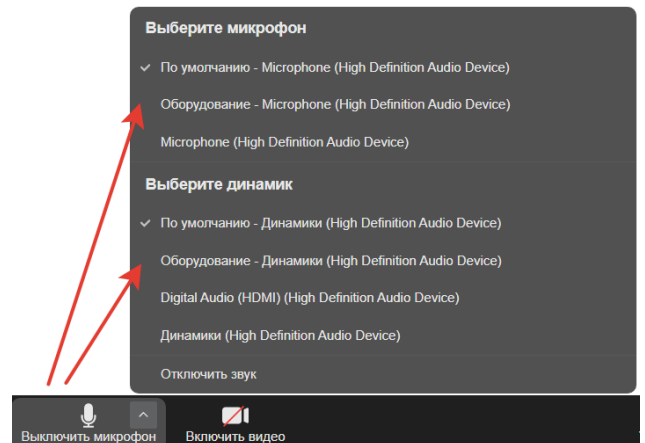 Выберите микрофон
По умолчанию - Microphone (High Definition Audio Device)
Оборудование - Microphone (High Definition Audio Device)
Microphone (High Definition Audio Device)
Выберите динамик
По умолчанию - Динамики (High Definition Audio Device)
Оборудование - Динамики (High Definition Audio Device)
Digital Audio (HDMI) (High Definition Audio Device)
Динамики (High Definition Audio Device)
Отключить звук
Выключить микрофон
Включить видео